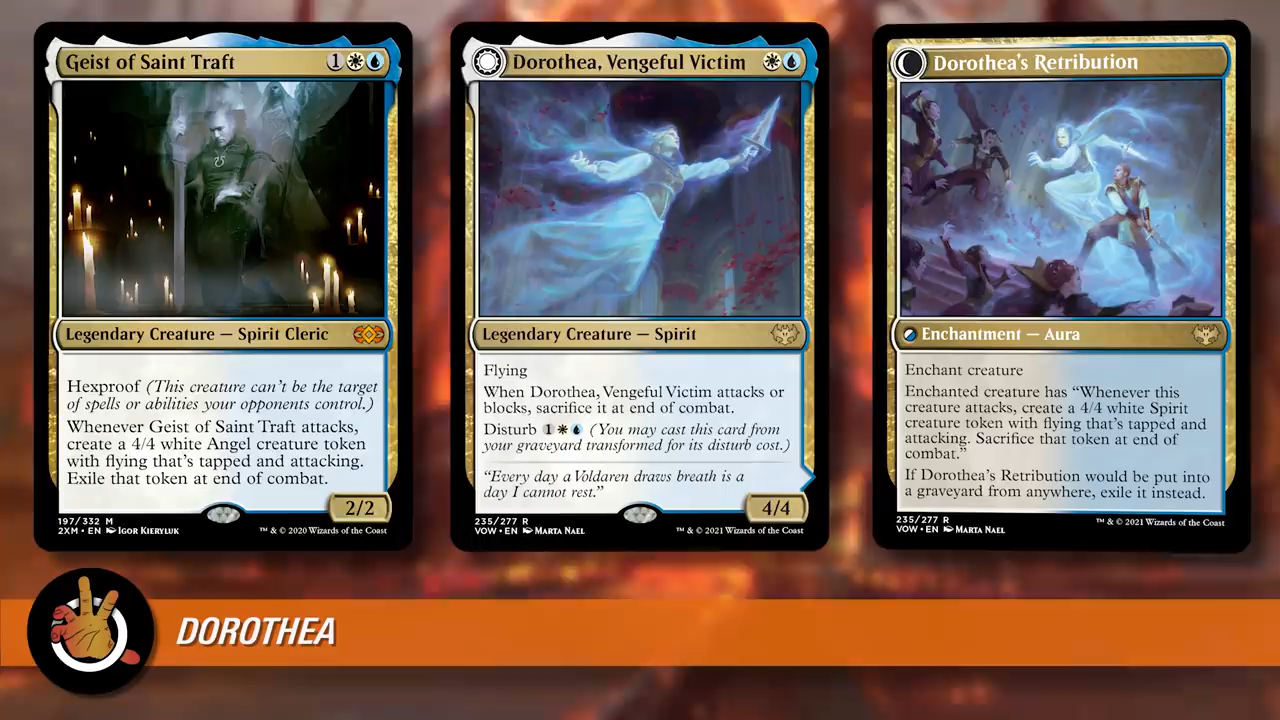 Geist of Saint Traft 1
Legendary Creature — Spirit Cleric
Hexproof (This creature can't be the target
of spells or abilities your opponents control.)
Whenever Geist of Saint Traft attacks,
create a 4/4 white Angel creature token
with flying that's tapped and attacking.
Exile that token at end of combat.
2/2
197/332 M
2XM • EN Igor Kieryluk
™ & © 2020 Wizards of the Coast
Dorothea, Vengeful Victim
Legendary Creature — Spirit
Flying
When Dorothea, Vengeful Victim attacks or
blocks, sacrifice it at end of combat.
Disturb 1 (You may cast this card from
your graveyard transformed for its disturb cost.)
"Every day a Voldaren draws breath is a
day I cannot rest."
4/4
235/277 R
VOW • EN Marta Nael
™ & © 2021 Wizards of the Coast
Dorothea's Retribution
Enchantment — Aura
Enchant creature
Enchanted creature has "Whenever this
creature attacks, create a 4/4 white Spirit
creature token with flying that's tapped and
attacking. Sacrifice that token at end of
combat."
If Dorothea's Retribution would be put into
a graveyard from anywhere, exile it instead.
235/277 R
VOW • EN Marta Nael
™ & © 2021 Wizards of the Coast
DOROTHEA